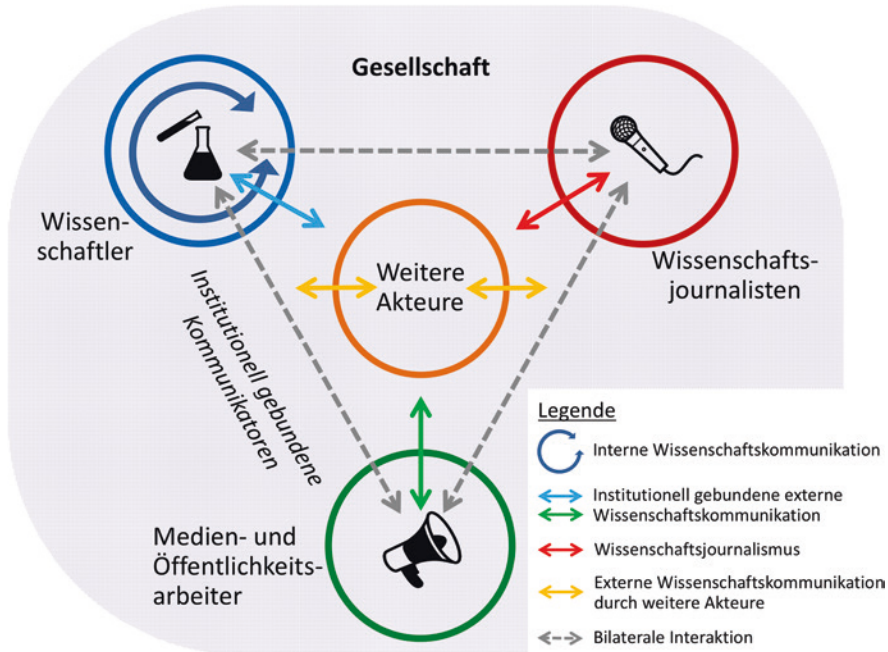 Gesellschaft
Wissen-
schaftler
Weitere
Akteure
Wissenschafts-
journalisten
Institutionell gebundene
Kommunikatoren
Medien- und
Öffentlichkeits-
arbeiter
Legende
Interne Wissenschaftskommunikation
Institutionell gebundene externe
Wissenschaftskommunikation
Wissenschaftsjournalismus
Externe Wissenschaftskommunikation
durch weitere Akteure
Bilaterale Interaktion